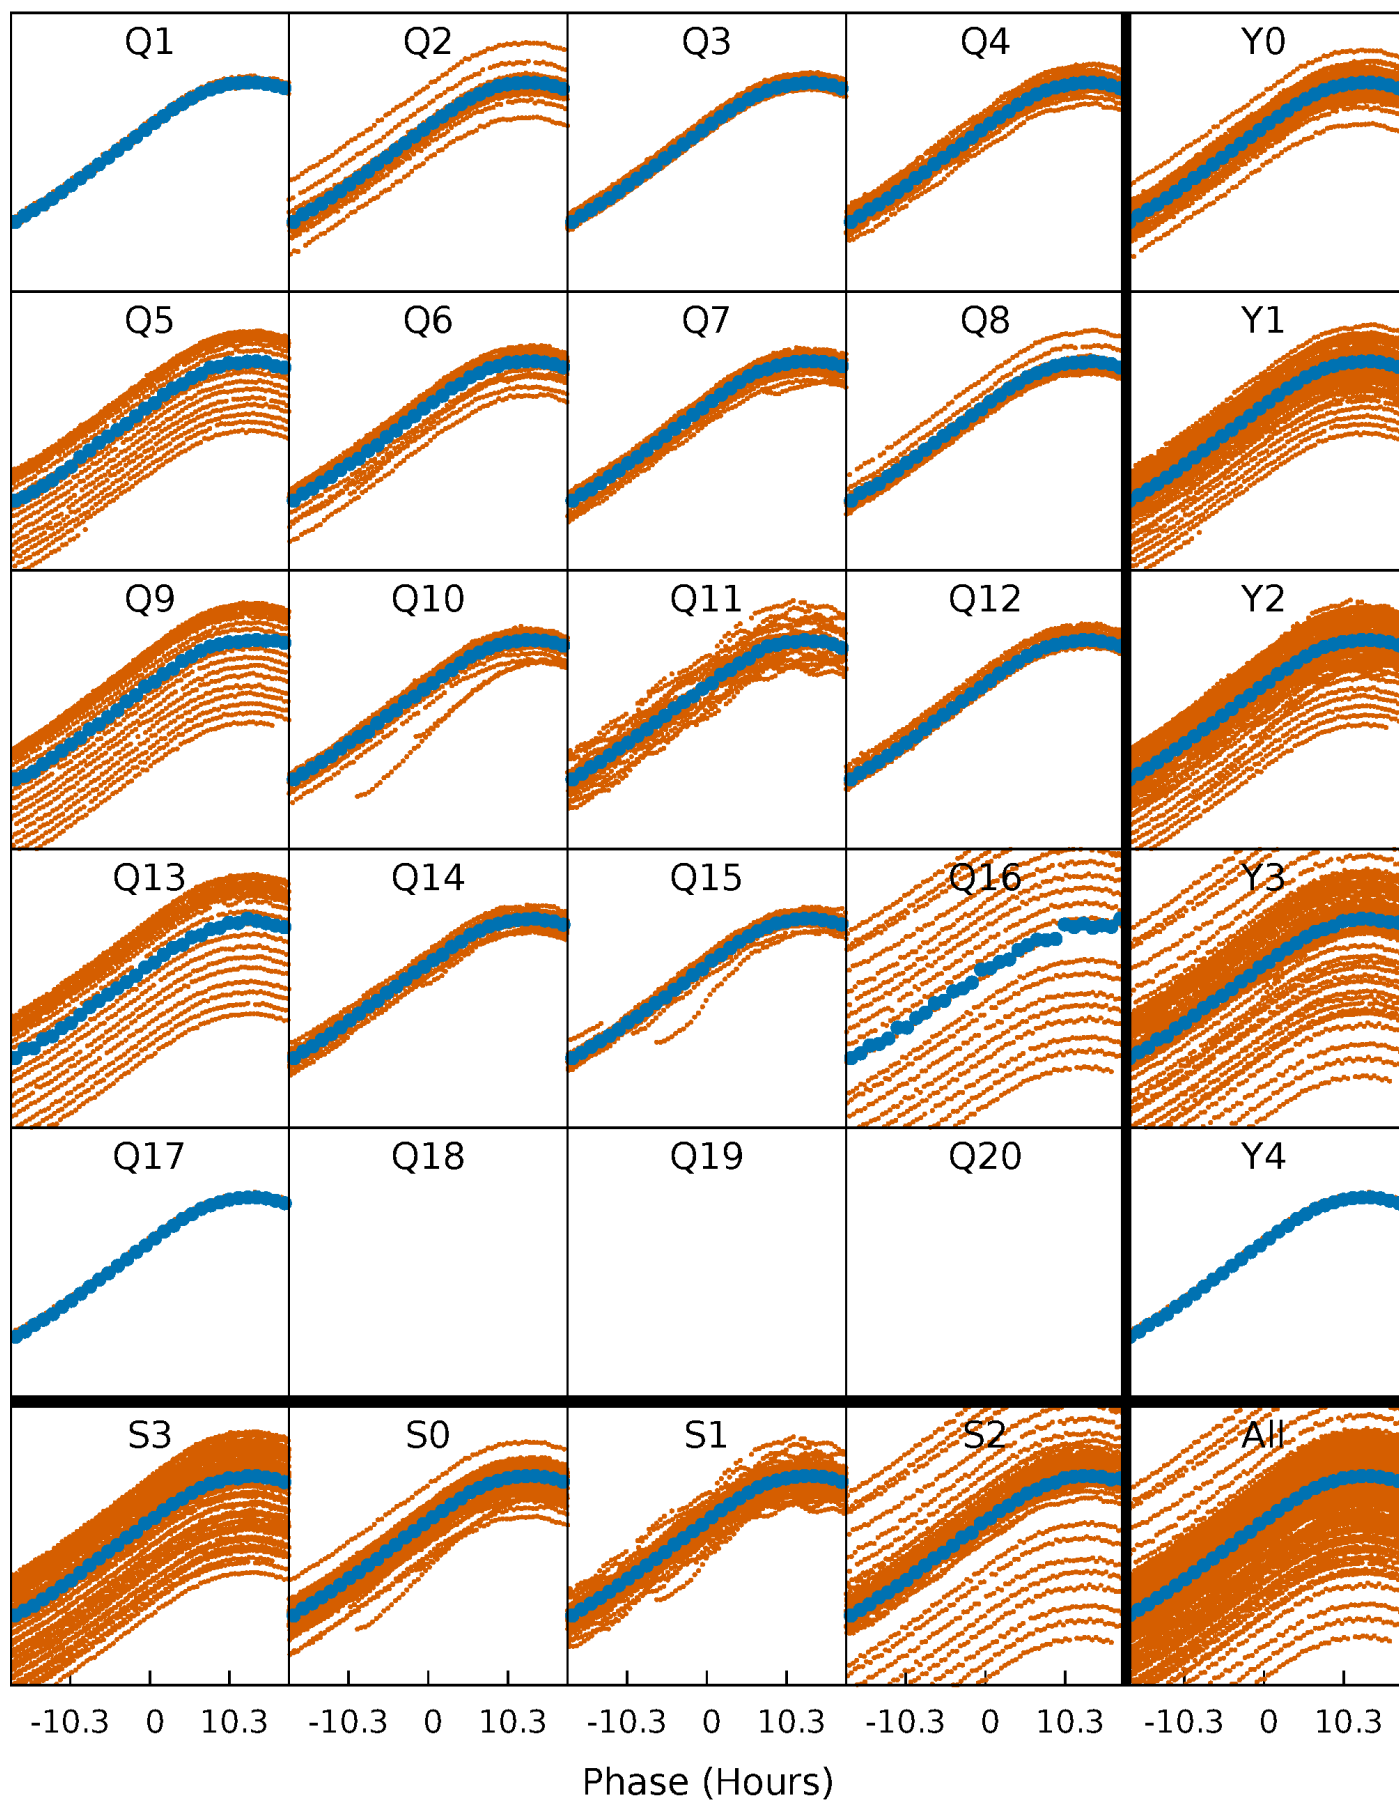 Q1 Q2 Q3 Q4 Y0
Q5 Q6 Q7 Q8 Y1
Q9 Q10 Q11 Q12 Y2
Q13 Q14 Q15 Q16 Y3
Q17 Q18 Q19 Q20 Y4
S3 S0 S1 S2 All
-10.3 0 10.3 -10.3 0 10.3 -10.3 0 10.3 -10.3 0 10.3 -10.3 0 10.3
Phase (Hours)